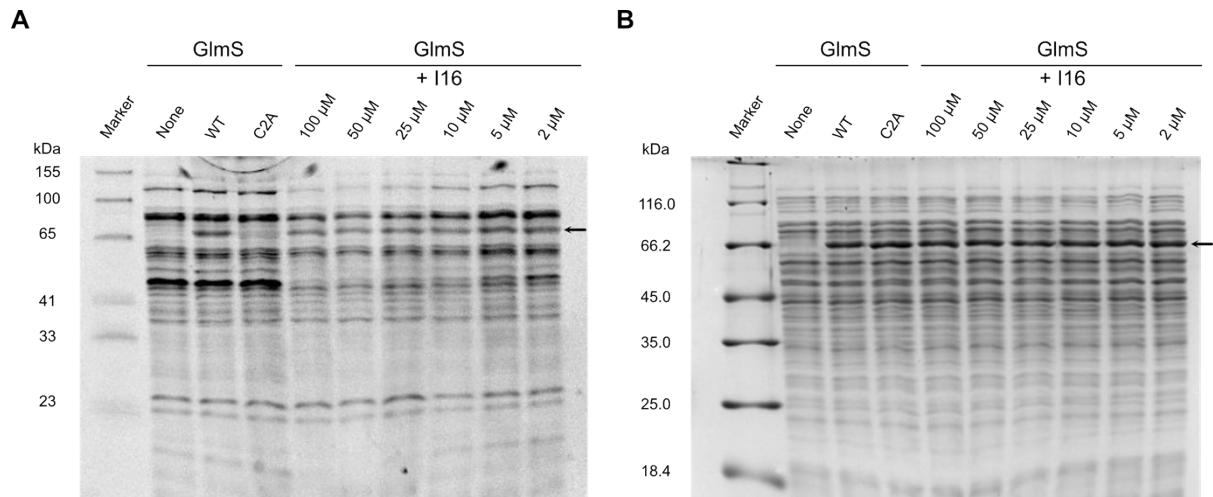 A
GlmS
GlmS
+ I16
Marker
None
WT
C2A
100 µM
50 µM
25 µM
10 µM
5 µM
2 µM
kDa
155
100
65
41
33
23
B
GlmS
GlmS
+ I16
Marker
None
WT
C2A
100 µM
50 µM
25 µM
10 µM
5 µM
2 µM
kDa
116.0
66.2
45.0
35.0
25.0
18.4